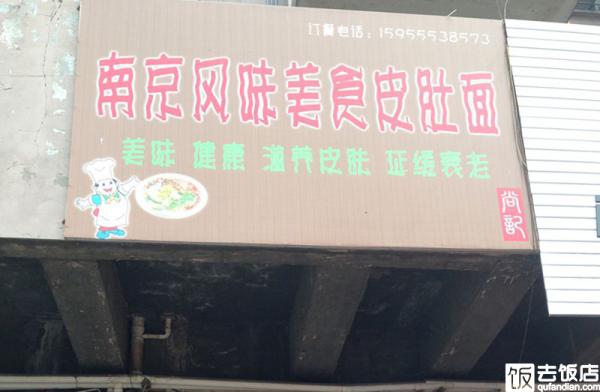 订餐电话:15955538573
南京风味美食皮肚面
美味 健康 滋养皮肤 延缓衰老
尚記
饭 去饭店
qufandian.com